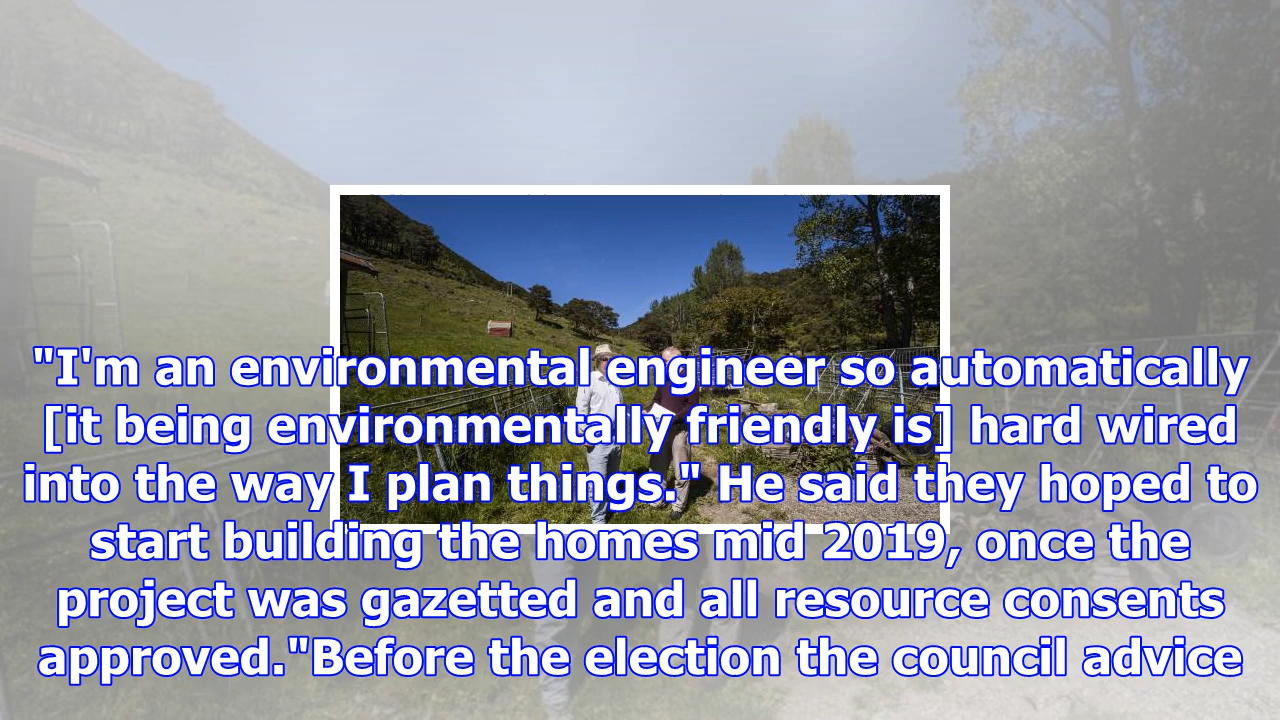 "I'm an environmental engineer so automatically
[it being environmentally friendly is] hard wired
into the way I plan things." He said they hoped to
start building the homes mid 2019, once the
project was gazetted and all resource consents
approved."Before the election the council advice